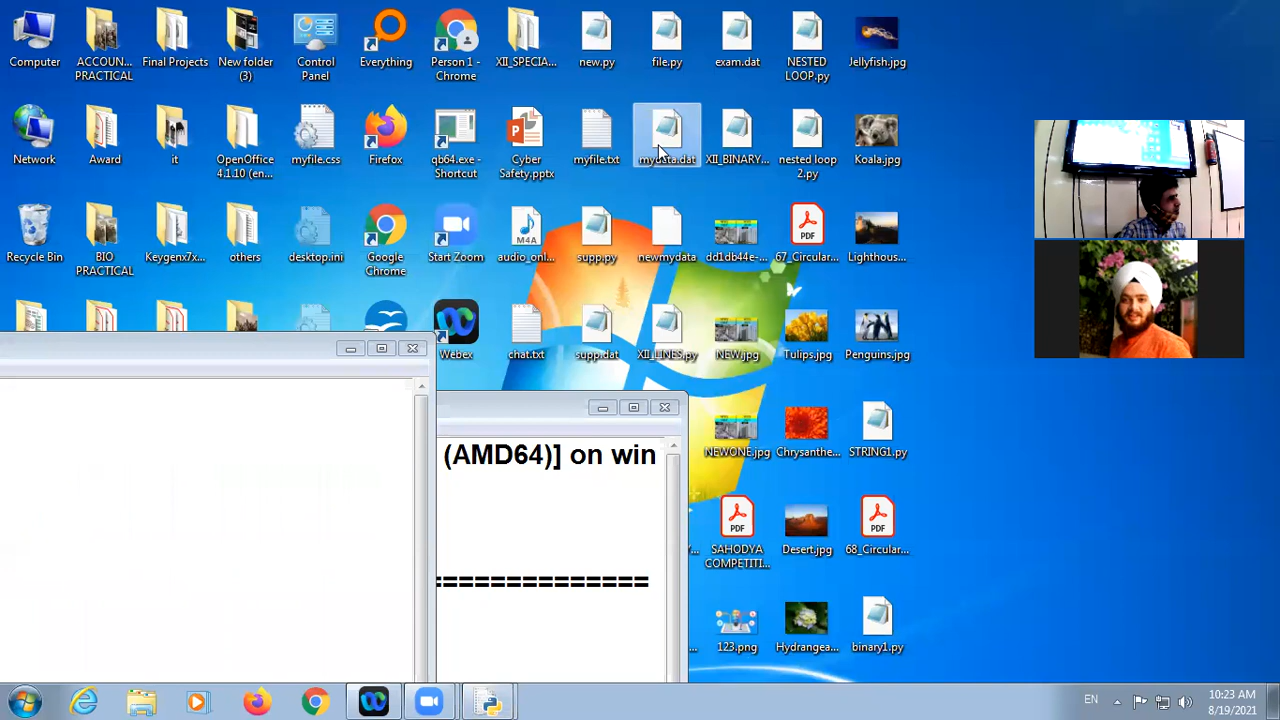 Computer
ACCOUN...
PRACTICAL
Final Projects
New folder
(3)
Control
Panel
Everything
Person 1 -
Chrome
XII_SPECIA...
new.py
file.py
exam.dat
NESTED
LOOP.py
Jellyfish.jpg
Network
Award
it
OpenOffice
4.1.10 (en...
myfile.css
Firefox
qb64.exe -
Shortcut
Cyber
Safety.pptx
myfile.txt
mydata.dat
XII_BINARY...
nested loop
2.py
Koala.jpg
Recycle Bin
BIO
PRACTICAL
Keygenx7x...
others
desktop.ini
Google
Chrome
Start Zoom
M4A
audio_onl...
supp.py
newmydata
dd1db44e-...
PDF
67_Circular...
Lighthous...
Webex
chat.txt
supp.dat
XII_LINES.py
NEW.jpg
Tulips.jpg
Penguins.jpg
(AMD64)] on win
=============
NEWONE.jpg
Chrysanthe...
STRING1.py
PDF
SAHODYA
COMPETITI...
Desert.jpg
PDF
68_Circular...
123.png
Hydrangea...
binary1.py
EN
10:23 AM
8/19/2021